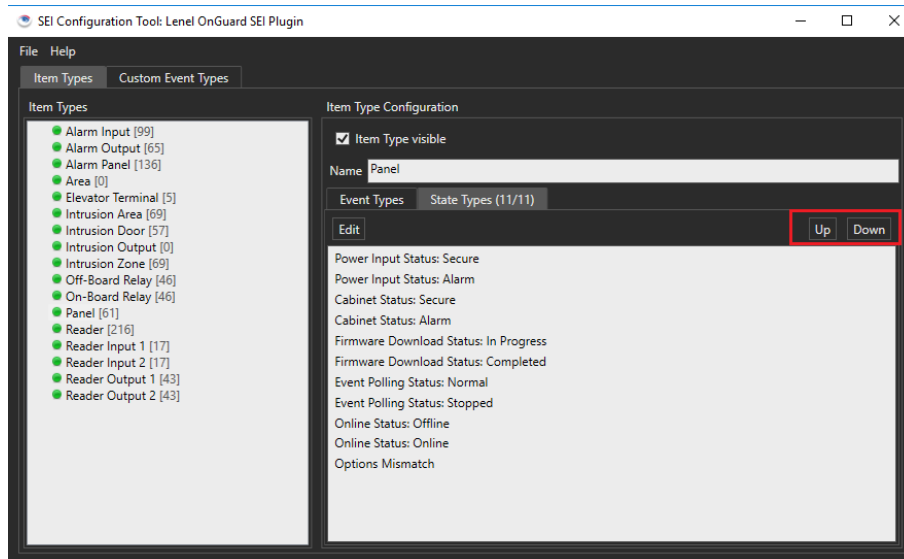 SEI Configuration Tool: Lenel OnGuard SEI Plugin
File Help
Item Types Custom Event Types
Item Types
Alarm Input [99]
Alarm Output [65]
Alarm Panel [136]
Area [0]
Elevator Terminal [5]
Intrusion Area [69]
Intrusion Door [57]
Intrusion Output [0]
Intrusion Zone [69]
Off-Board Relay [46]
On-Board Relay [46]
Panel [61]
Reader [216]
Reader Input 1 [17]
Reader Input 2 [17]
Reader Output 1 [43]
Reader Output 2 [43]
Item Type Configuration
Item Type visible
Name Panel
Event Types State Types (11/11)
Edit Up Down
Power Input Status: Secure
Power Input Status: Alarm
Cabinet Status: Secure
Cabinet Status: Alarm
Firmware Download Status: In Progress
Firmware Download Status: Completed
Event Polling Status: Normal
Event Polling Status: Stopped
Online Status: Offline
Online Status: Online
Options Mismatch